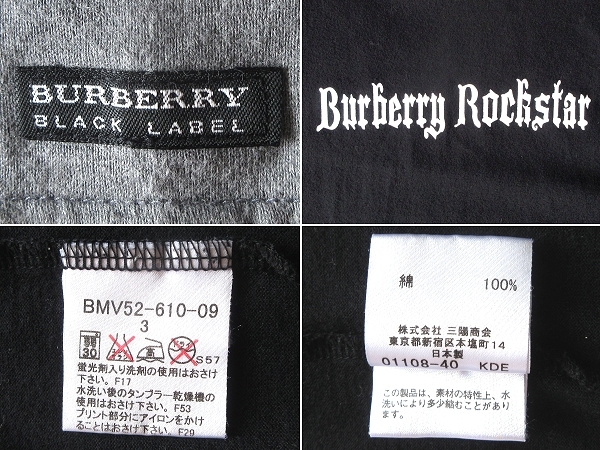 BURBERRY
BLACK LABEL
Burberry Rockstar
BMV52-610-09
3
弱
30
ドライ
S57
蛍光剤入り洗剤の使用はおさけ
下さい。F17
水洗い後のタンブラー乾燥機の
使用はおさけ下さい。F53
プリント部分にアイロンをかけ
ることはおさけ下さい。F29
綿 100%
株式会社 三陽商会
東京都新宿区本塩町14
日本製
01108-40 KDE
この製品は、素材の特性上、水
洗いにより多少縮むことがあり
ます。